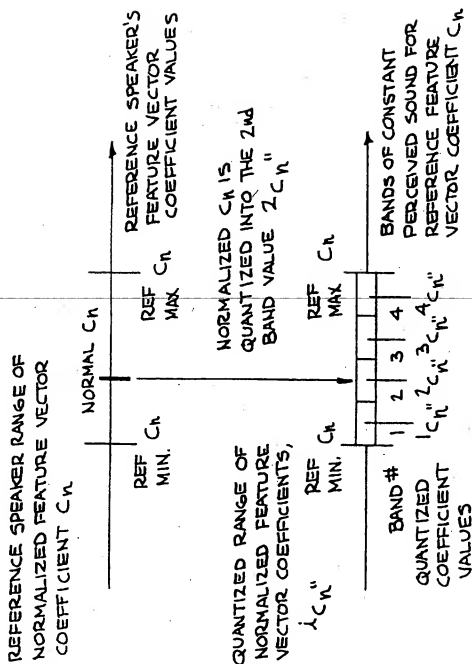 REFERENCE SPEAKER RANGE OF
NORMALIZED FEATURE VECTOR
COEFFICIENT Cn
NORMAL Cn
REF MIN. Cn
REF MAX Cn
REFERENCE SPEAKER'S
FEATURE VECTOR
COEFFICIENT VALUES
NORMALIZED Cn IS
QUANTIZED INTO THE 2nd
BAND VALUE 2Cn"
QUANTIZED RANGE OF
NORMALIZED FEATURE
VECTOR COEFFICIENTS,
iCn"
REF MIN. Cn
REF MAX Cn
BAND # 1 2 3 4
QUANTIZED
COEFFICIENT
VALUES
1Cn" 2Cn" 3Cn" 4Cn"
BANDS OF CONSTANT
PERCEIVED SOUND FOR
REFERENCE FEATURE
VECTOR COEFFICIENT Cn